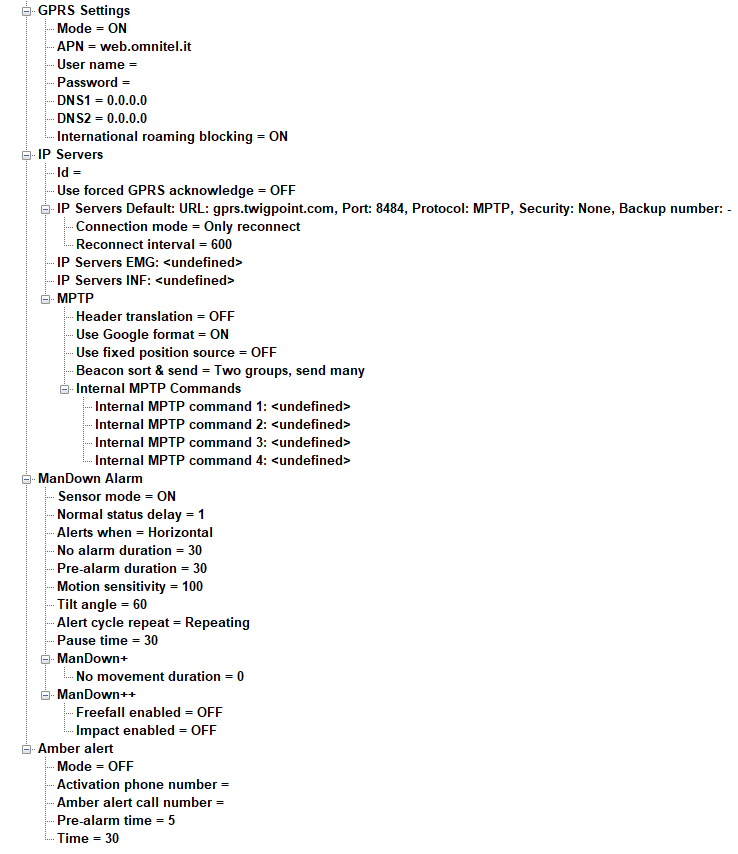 GPRS Settings
Mode = ON
APN = web.omnitel.it
User name =
Password =
DNS1 = 0.0.0.0
DNS2 = 0.0.0.0
International roaming blocking = ON
IP Servers
Id =
Use forced GPRS acknowledge = OFF
IP Servers Default: URL: gprs.twigpoint.com, Port: 8484, Protocol: MPTP, Security: None, Backup number: -
Connection mode = Only reconnect
Reconnect interval = 600
IP Servers EMG: <undefined>
IP Servers INF: <undefined>
MPTP
Header translation = OFF
Use Google format = ON
Use fixed position source = OFF
Beacon sort & send = Two groups, send many
Internal MPTP Commands
Internal MPTP command 1: <undefined>
Internal MPTP command 2: <undefined>
Internal MPTP command 3: <undefined>
Internal MPTP command 4: <undefined>
ManDown Alarm
Sensor mode = ON
Normal status delay = 1
Alerts when = Horizontal
No alarm duration = 30
Pre-alarm duration = 30
Motion sensitivity = 100
Tilt angle = 60
Alert cycle repeat = Repeating
Pause time = 30
ManDown+
No movement duration = 0
ManDown++
Freefall enabled = OFF
Impact enabled = OFF
Amber alert
Mode = OFF
Activation phone number =
Amber alert call number =
Pre-alarm time = 5
Time = 30